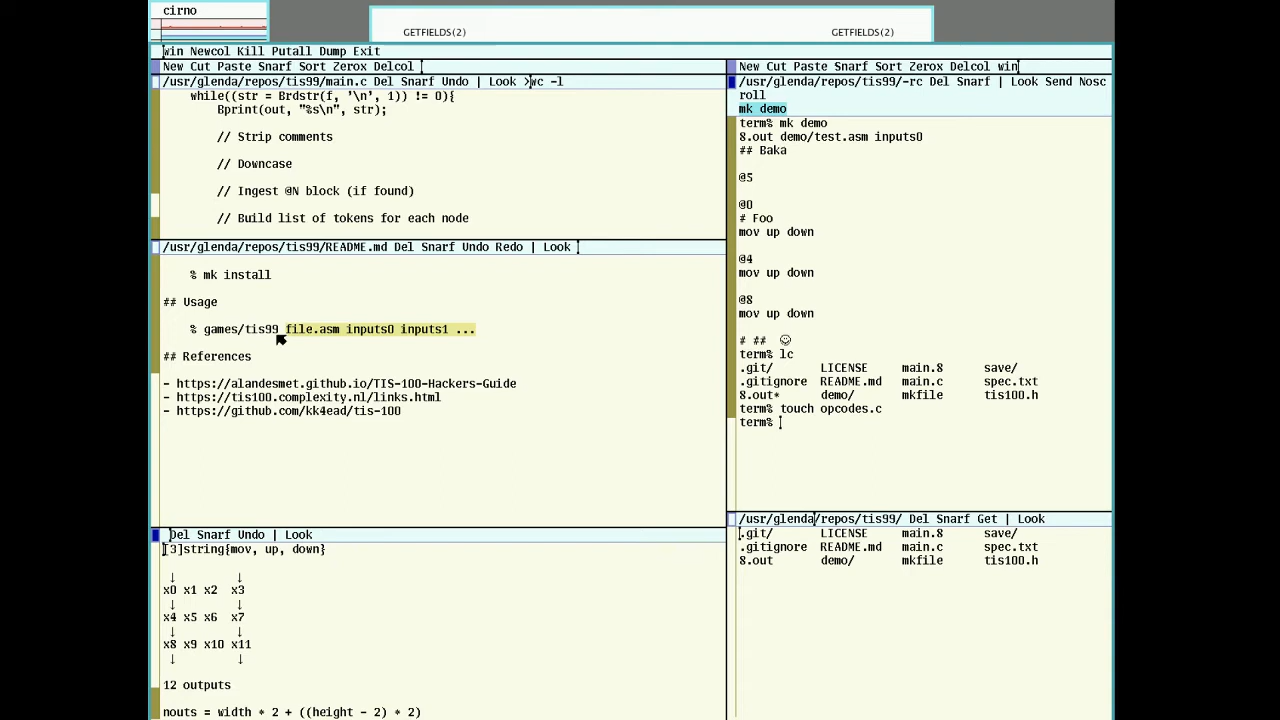 cirno
GETFIELDS(2) GETFIELDS(2)
win Newcol Kill Putall Dump Exit
New Cut Paste Snarf Sort Zerox Delcol
/usr/glenda/repos/tis99/main.c Del Snarf Undo | Look >wc -l
while((str = Brdstr(f, '\n', 1)) != 0){
Bprint(out, "%s\n", str);
// Strip comments
// Downcase
// Ingest @N block (if found)
// Build list of tokens for each node
/usr/glenda/repos/tis99/README.md Del Snarf Undo Redo | Look
% mk install
## Usage
% games/tis99 file.asm inputs0 inputs1 ...
## References
- https://alandesmet.github.io/TIS-100-Hackers-Guide
- https://tis100.complexity.nl/links.html
- https://github.com/kk4ead/tis-100
Del Snarf Undo | Look
[3]string{mov, up, down}
↓ ↓
x0 x1 x2 x3
↓ ↓
x4 x5 x6 x7
↓ ↓
x8 x9 x10 x11
↓ ↓
12 outputs
nouts = width * 2 + ((height - 2) * 2)
New Cut Paste Snarf Sort Zerox Delcol win
/usr/glenda/repos/tis99/-rc Del Snarf | Look Send Nosc
roll
mk demo
term% mk demo
8.out demo/test.asm inputs0
## Baka
@5
@0
# Foo
mov up down
@4
mov up down
@8
mov up down
# ## ☺
term% lc
.git/ LICENSE main.8 save/
.gitignore README.md main.c spec.txt
8.out* demo/ mkfile tis100.h
term% touch opcodes.c
term%
/usr/glenda/repos/tis99/ Del Snarf Get | Look
.git/ LICENSE main.8 save/
.gitignore README.md main.c spec.txt
8.out demo/ mkfile tis100.h